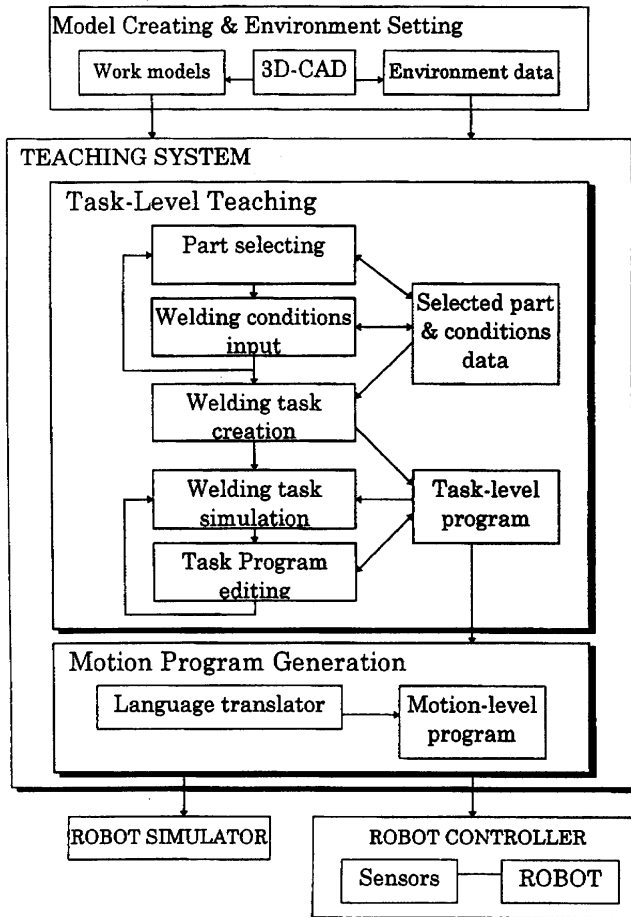 Model Creating & Environment Setting
Work models
3D-CAD
Environment data
TEACHING SYSTEM
Task-Level Teaching
Part selecting
Welding conditions
input
Selected part
& conditions
data
Welding task
creation
Welding task
simulation
Task-level
program
Task Program
editing
Motion Program Generation
Language translator
Motion-level
program
ROBOT SIMULATOR
ROBOT CONTROLLER
Sensors
ROBOT